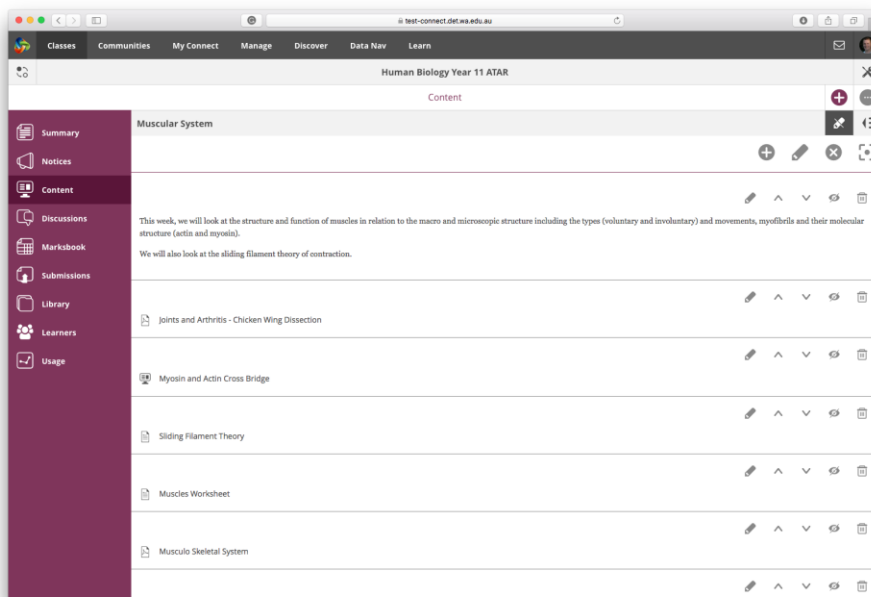 test-connect.det.wa.edu.au
Classes Communities My Connect Manage Discover Data Nav Learn
Human Biology Year 11 ATAR
Content
Summary
Notices
Content
Discussions
Marksbook
Submissions
Library
Learners
Usage
Muscular System
This week, we will look at the structure and function of muscles in relation to the macro and microscopic structure including the types (voluntary and involuntary) and movements, myofibrils and their molecular
structure (actin and myosin).
We will also look at the sliding filament theory of contraction.
Joints and Arthritis - Chicken Wing Dissection
Myosin and Actin Cross Bridge
Sliding Filament Theory
Muscles Worksheet
Musculo Skeletal System